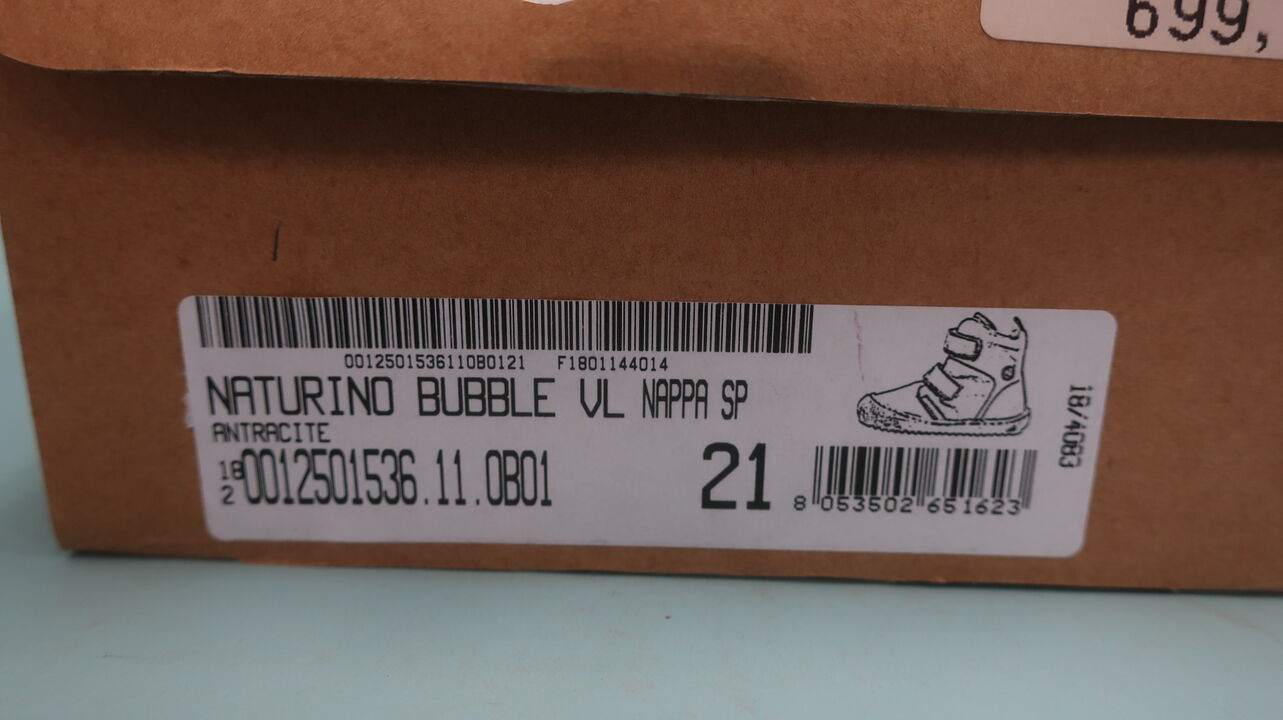 699,
0012501536110B0121 F1801144014
NATURINO BUBBLE VL NAPPA SP
ANTRACITE
18
2
0012501536.11.0B01
21
8 053502 651623
18/4083